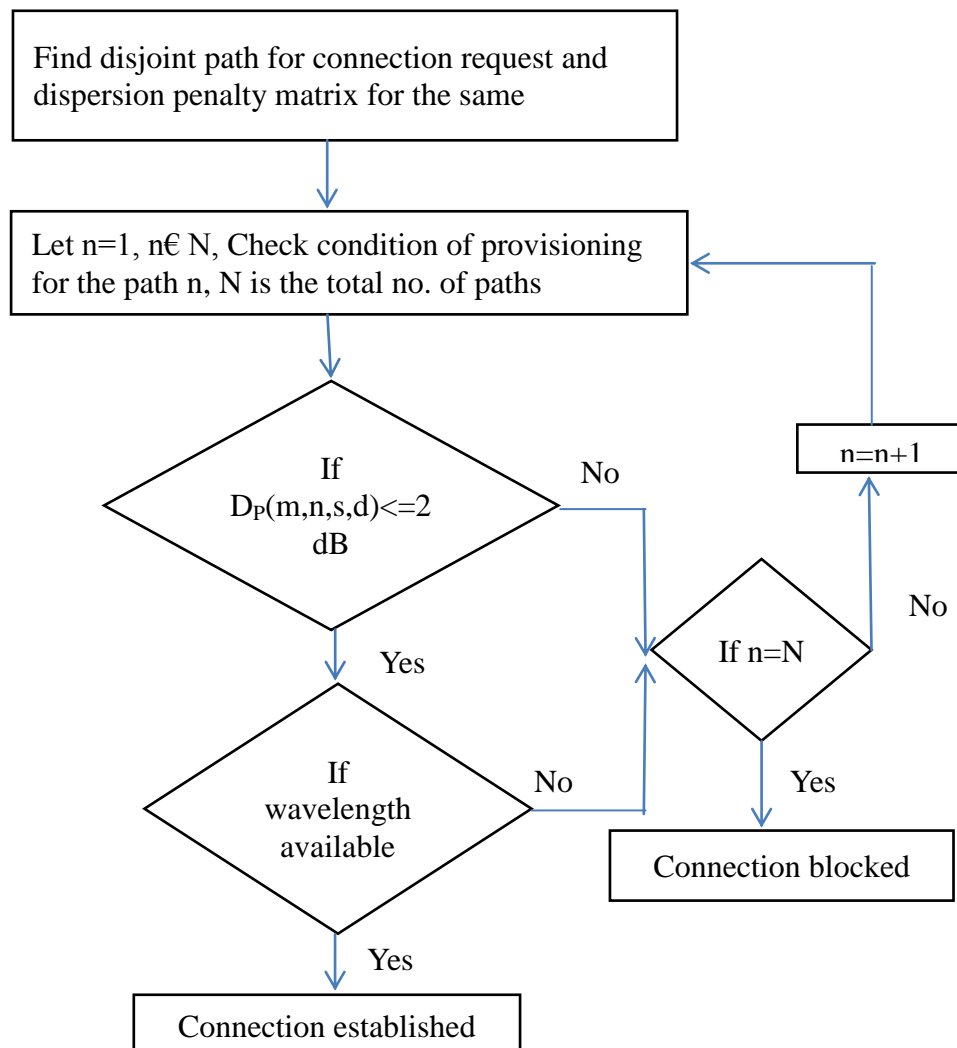 Find disjoint path for connection request and
dispersion penalty matrix for the same
Let n=1, n€ N, Check condition of provisioning
for the path n, N is the total no. of paths
n=n+1
If
DP(m,n,s,d)<=2
dB
No
If n=N
No
Yes
If
wavelength
available
No
Yes
Connection blocked
Yes
Connection established